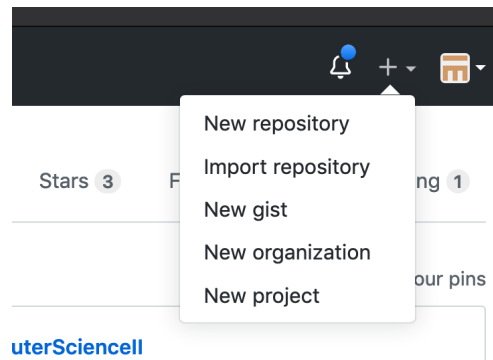 New repository
Import repository
Stars 3 F ng 1
New gist
New organization
our pins
New project
uterSciencell